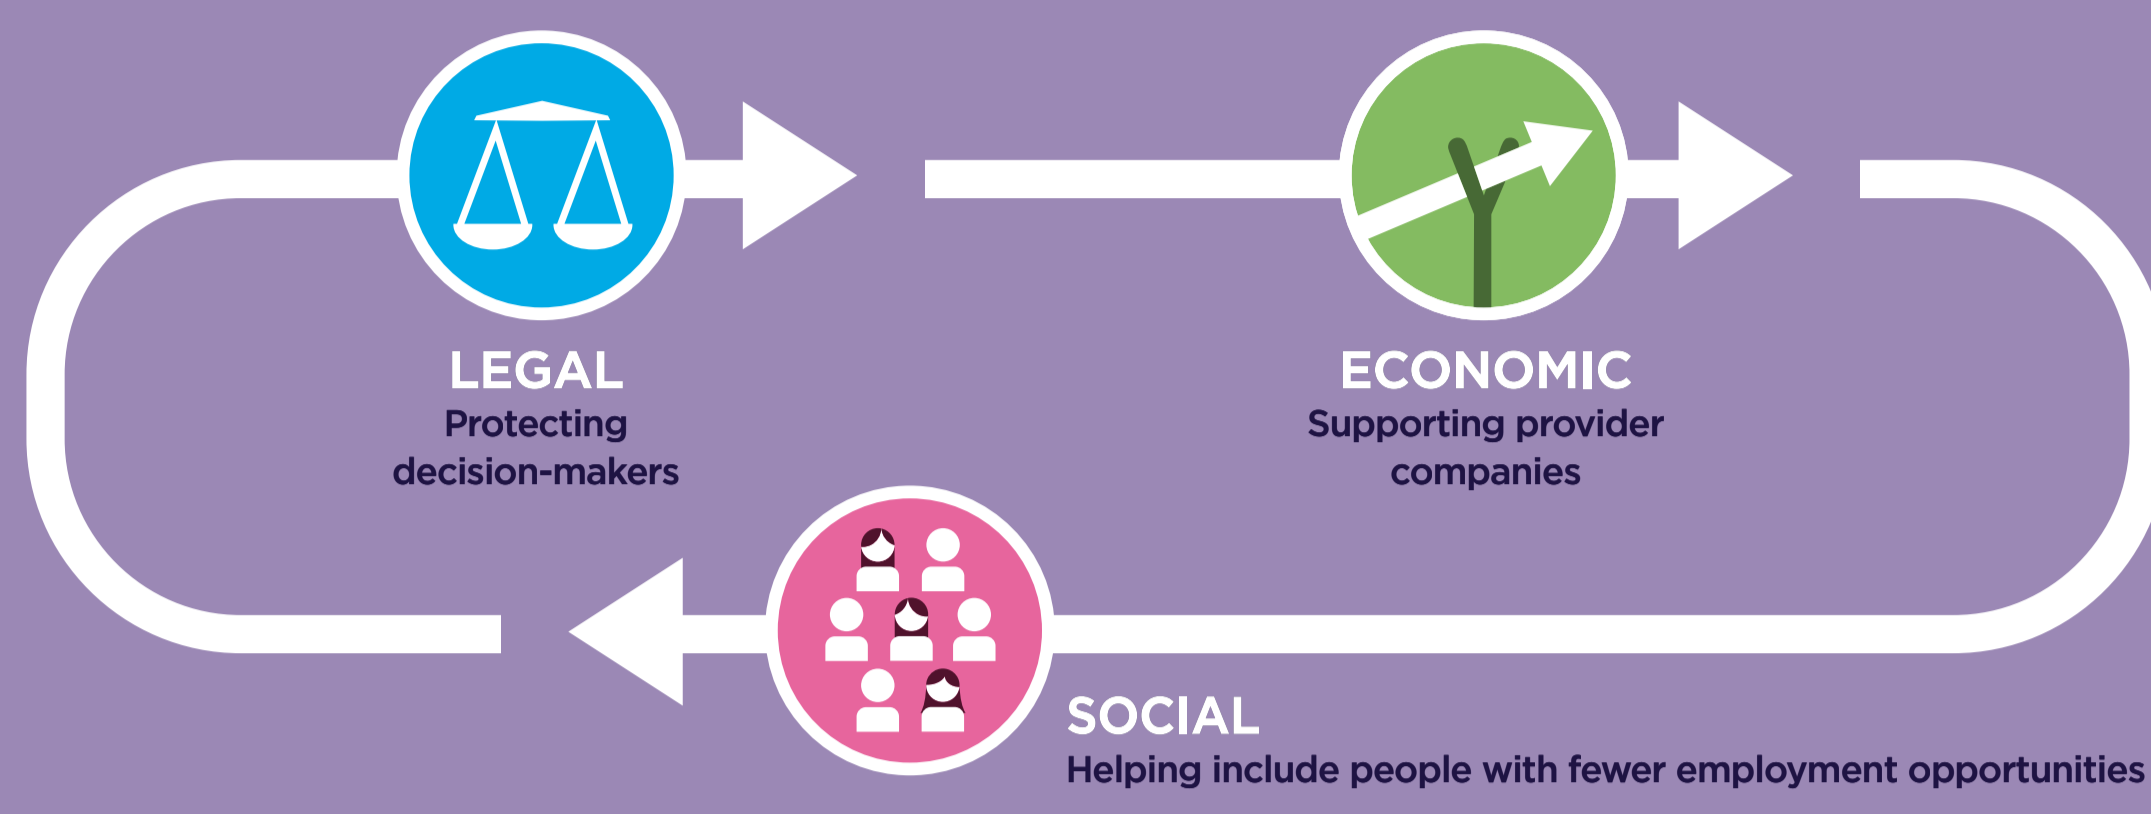 LEGAL
Protecting
decision-makers
ECONOMIC
Supporting provider
companies
SOCIAL
Helping include people with fewer employment opportunities